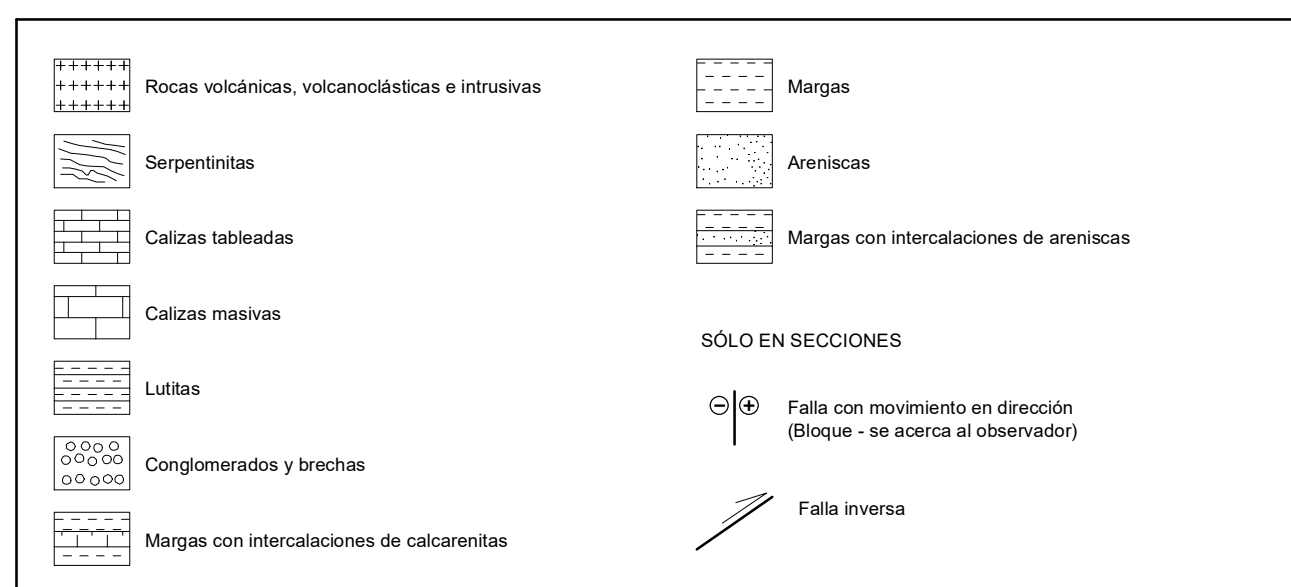 Rocas volcánicas, volcanoclásticas e intrusivas
Serpentinitas
Calizas tableadas
Calizas masivas
Lutitas
Conglomerados y brechas
Margas con intercalaciones de calcarenitas
Margas
Areniscas
Margas con intercalaciones de areniscas
SÓLO EN SECCIONES
Falla con movimiento en dirección
(Bloque - se acerca al observador)
Falla inversa